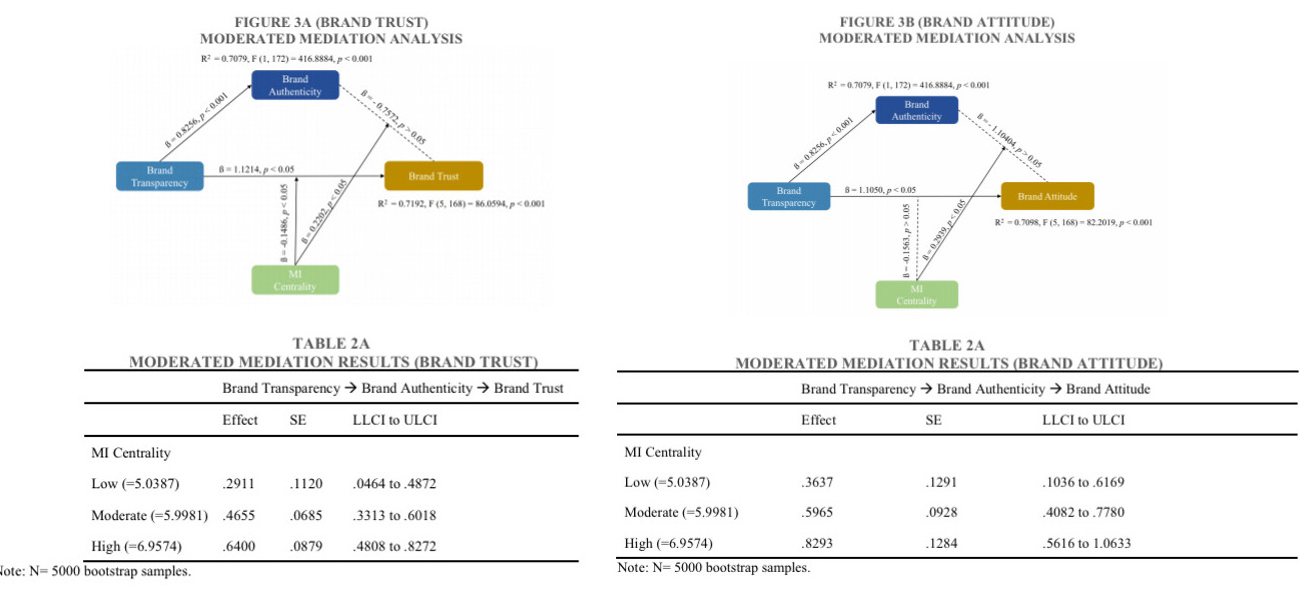 FIGURE 3A (BRAND TRUST)
MODERATED MEDIATION ANALYSIS
R² = 0.7079, F (1, 172) = 416.8884, p < 0.001
Brand
Authenticity
ß = 0.8256, p < 0.001
ß = - 0.7572, p > 0.05
Brand
Transparency
ß = 1.1214, p < 0.05
Brand Trust
R² = 0.7192, F (5, 168) = 86.0594, p < 0.001
ß = -0.1486, p < 0.05
ß = 0.2202, p < 0.05
MI
Centrality
TABLE 2A
MODERATED MEDIATION RESULTS (BRAND TRUST)
Brand Transparency → Brand Authenticity → Brand Trust
Effect SE LLCI to ULCI
MI Centrality
Low (=5.0387) .2911 .1120 .0464 to .4872
Moderate (=5.9981) .4655 .0685 .3313 to .6018
High (=6.9574) .6400 .0879 .4808 to .8272
Note: N= 5000 bootstrap samples.
FIGURE 3B (BRAND ATTITUDE)
MODERATED MEDIATION ANALYSIS
R² = 0.7079, F (1, 172) = 416.8884, p < 0.001
Brand
Authenticity
ß = 0.8256, p < 0.001
ß = - 1.10404, p > 0.05
Brand
Transparency
ß = 1.1050, p < 0.05
Brand Attitude
R² = 0.7098, F (5, 168) = 82.2019, p < 0.001
ß = -0.1563, p > 0.05
ß = 0.2939, p < 0.05
MI
Centrality
TABLE 2A
MODERATED MEDIATION RESULTS (BRAND ATTITUDE)
Brand Transparency → Brand Authenticity → Brand Attitude
Effect SE LLCI to ULCI
MI Centrality
Low (=5.0387) .3637 .1291 .1036 to .6169
Moderate (=5.9981) .5965 .0928 .4082 to .7780
High (=6.9574) .8293 .1284 .5616 to 1.0633
Note: N= 5000 bootstrap samples.